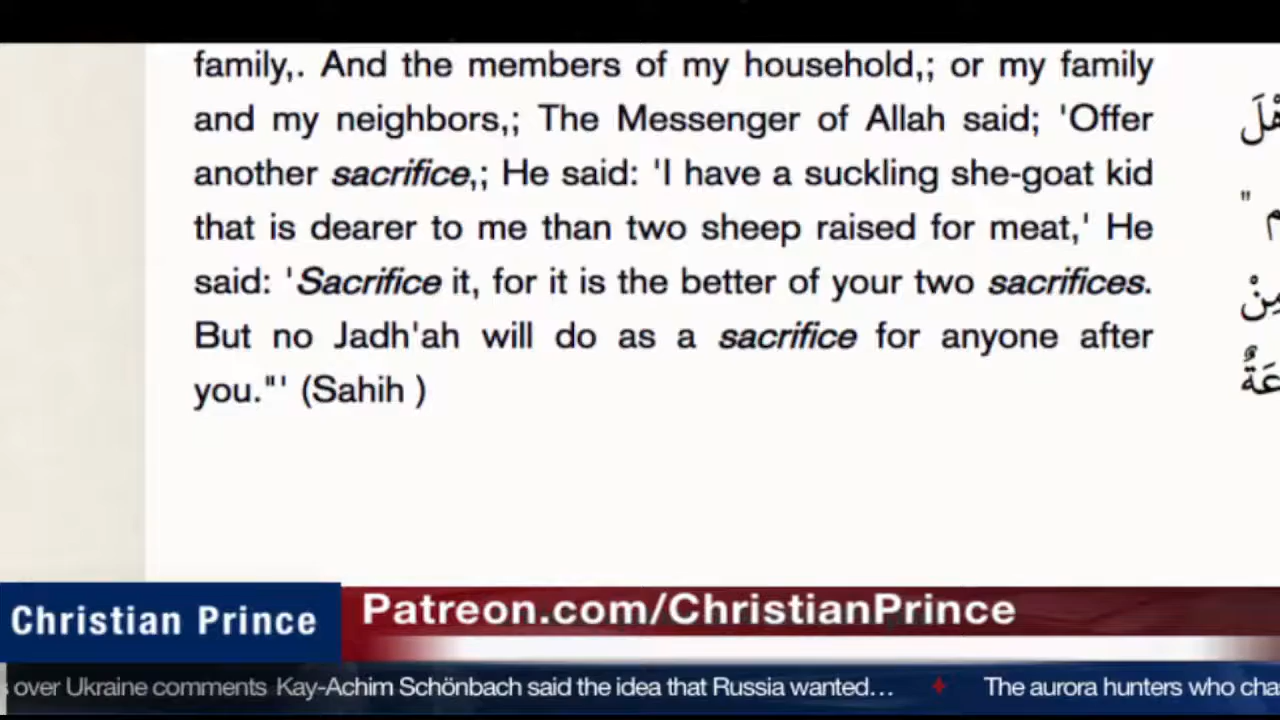 family,. And the members of my household,; or my family
and my neighbors,; The Messenger of Allah said; 'Offer
another sacrifice,; He said: 'I have a suckling she-goat kid
that is dearer to me than two sheep raised for meat,' He
said: 'Sacrifice it, for it is the better of your two sacrifices.
But no Jadh'ah will do as a sacrifice for anyone after
you."' (Sahih )
Christian Prince
Patreon.com/ChristianPrince
over Ukraine comments Kay-Achim Schönbach said the idea that Russia wanted... The aurora hunters who cha